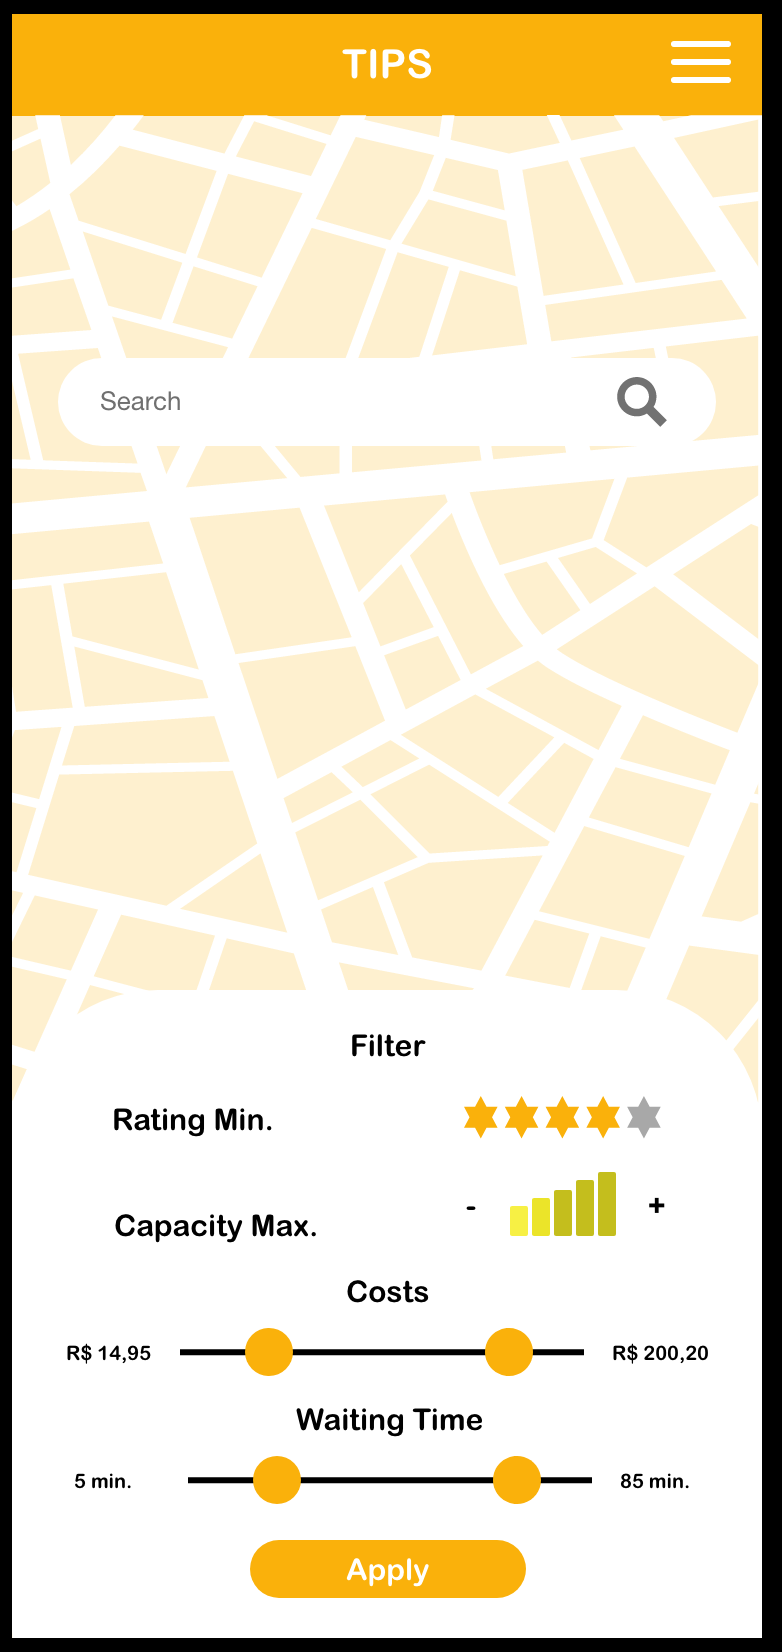 TIPS
Search
Filter
Rating Min.
Capacity Max.
- +
Costs
R$ 14,95 R$ 200,20
Waiting Time
5 min. 85 min.
Apply